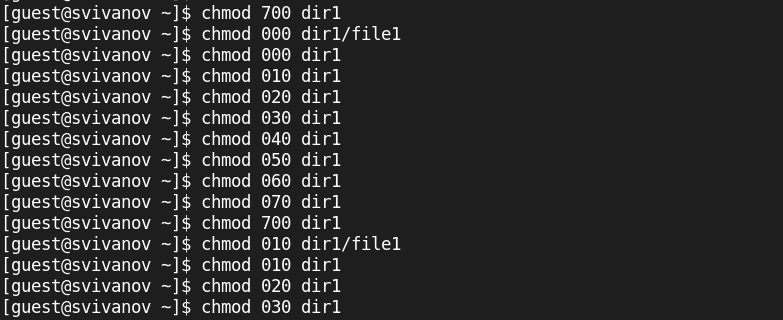 [guest@svivanov ~]$ chmod 700 dir1
[guest@svivanov ~]$ chmod 000 dir1/file1
[guest@svivanov ~]$ chmod 000 dir1
[guest@svivanov ~]$ chmod 010 dir1
[guest@svivanov ~]$ chmod 020 dir1
[guest@svivanov ~]$ chmod 030 dir1
[guest@svivanov ~]$ chmod 040 dir1
[guest@svivanov ~]$ chmod 050 dir1
[guest@svivanov ~]$ chmod 060 dir1
[guest@svivanov ~]$ chmod 070 dir1
[guest@svivanov ~]$ chmod 700 dir1
[guest@svivanov ~]$ chmod 010 dir1/file1
[guest@svivanov ~]$ chmod 010 dir1
[guest@svivanov ~]$ chmod 020 dir1
[guest@svivanov ~]$ chmod 030 dir1